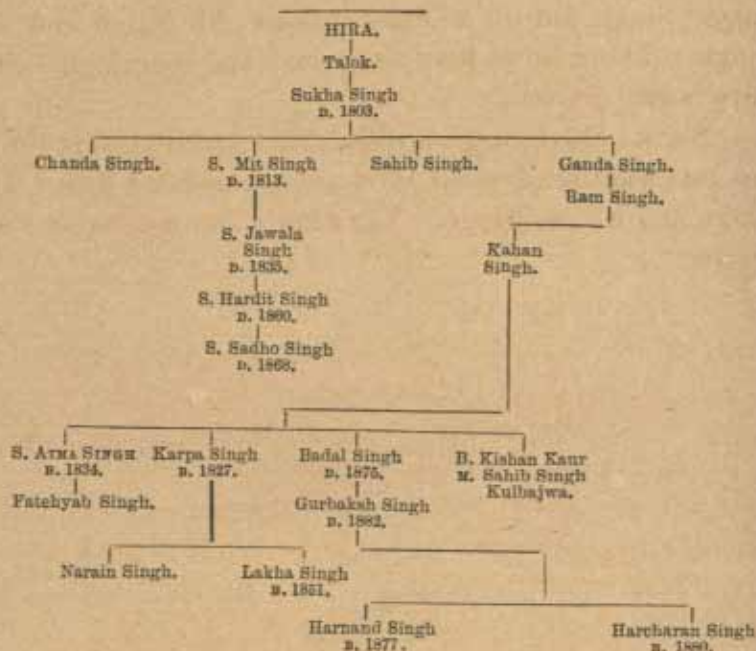 HIRA.
Talok.
Sukha Singh
D. 1803.
Chanda Singh. S. Mit Singh Sahib Singh. Ganda Singh.
D. 1813. Ram Singh.
S. Jawala Kahan
Singh Singh.
D. 1835.
S. Hardit Singh
D. 1860.
S. Sadho Singh
D. 1868.
S. ATMA SINGH Karpa Singh Badal Singh D. Kishan Kaur
B. 1834. B. 1827. D. 1875. M. Sahib Singh
Fatehyab Singh. Gurbaksh Singh Kulbajwa.
D. 1882.
Narain Singh. Lakha Singh
B. 1851.
Harnand Singh Harcharan Singh
B. 1877. B. 1880.